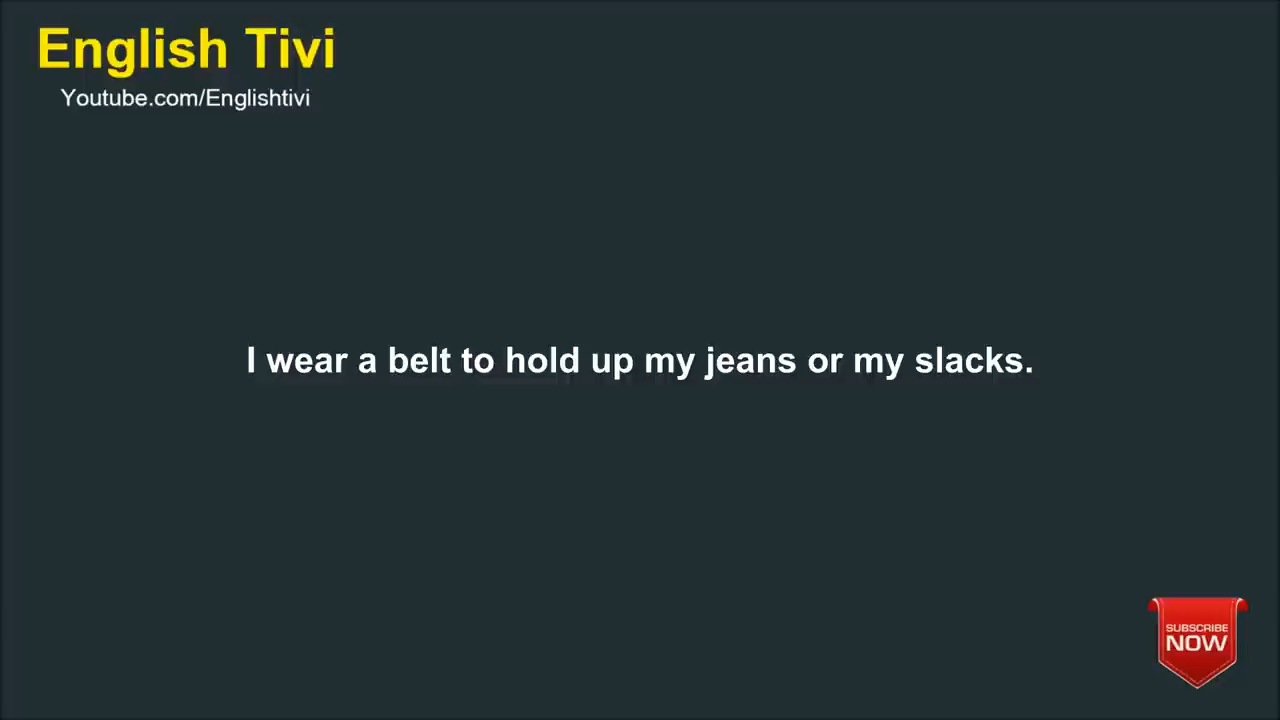 English Tivi
Youtube.com/Englishtivi
I wear a belt to hold up my jeans or my slacks.
SUBSCRIBE
NOW